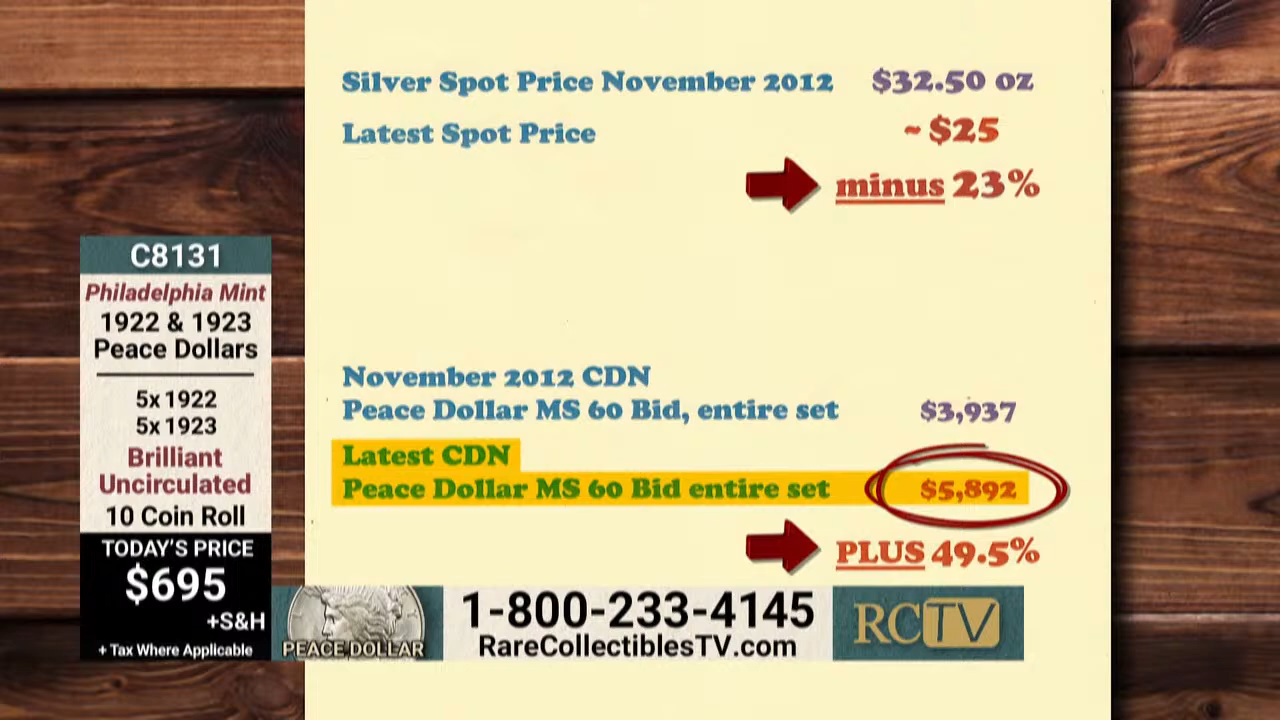 Silver Spot Price November 2012 $32.50 oz
Latest Spot Price ~ $25
minus 23%
November 2012 CDN
Peace Dollar MS 60 Bid, entire set $3,937
Latest CDN
Peace Dollar MS 60 Bid entire set $5,892
PLUS 49.5%
C8131
Philadelphia Mint
1922 & 1923
Peace Dollars
5x 1922
5x 1923
Brilliant
Uncirculated
10 Coin Roll
TODAY'S PRICE
$695
+S&H
+ Tax Where Applicable
PEACE DOLLAR
1-800-233-4145
RareCollectiblesTV.com
RCTV